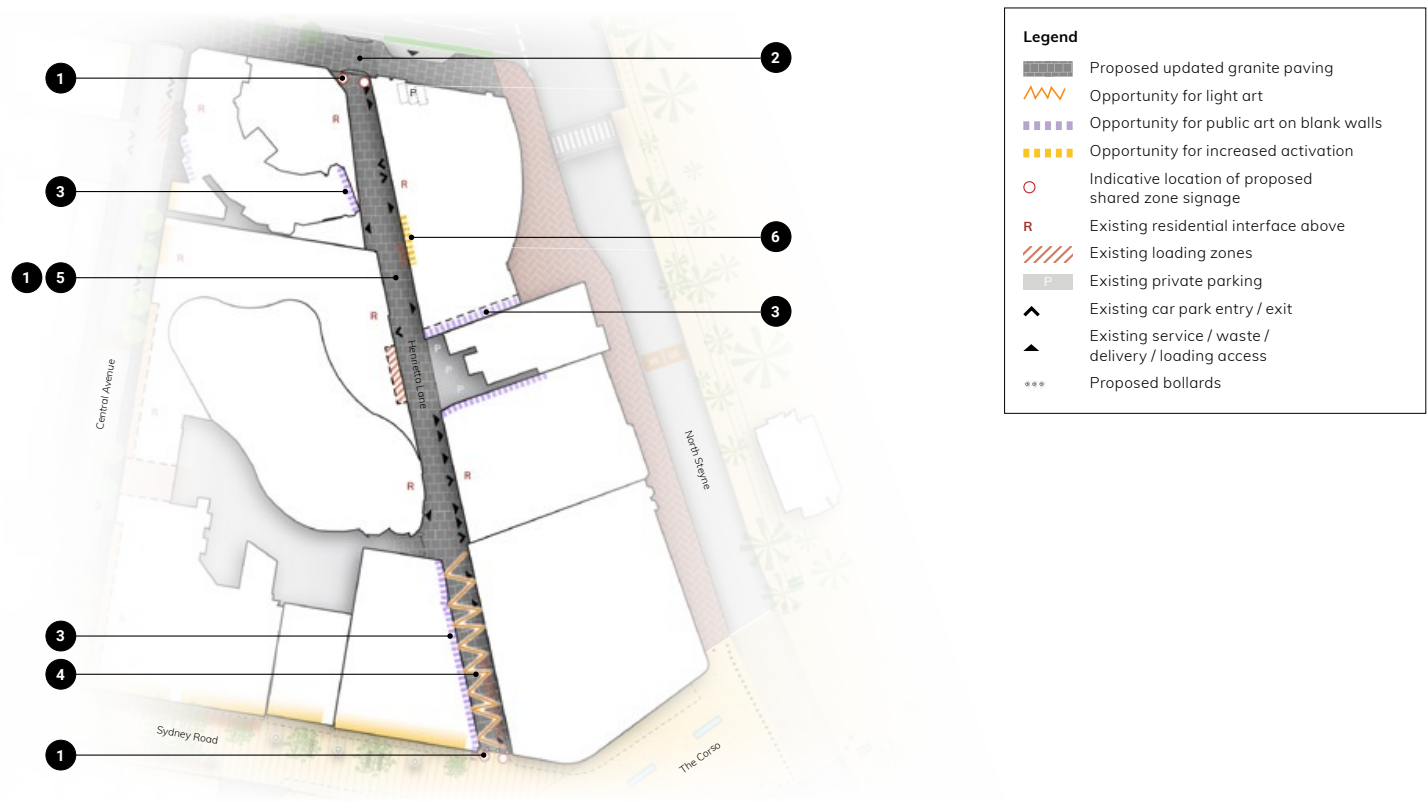 2
1
P
R
R
3
R
6
R
1 5
R
3
Henrietta Lane
P
P
P
Central Avenue
R
North Steyne
R
R
3
4
Sydney Road
The Corso
1
Legend
Proposed updated granite paving
Opportunity for light art
Opportunity for public art on blank walls
Opportunity for increased activation
Indicative location of proposed
shared zone signage
R Existing residential interface above
Existing loading zones
P Existing private parking
Existing car park entry / exit
Existing service / waste /
delivery / loading access
Proposed bollards